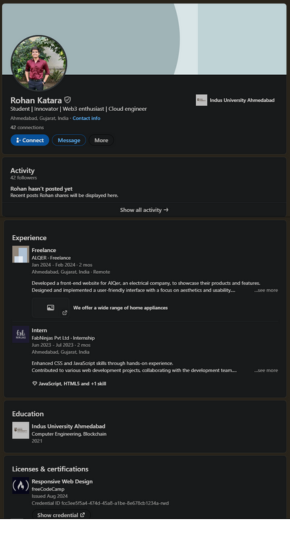 Rohan Katara
Student | Innovator | Web3 enthusiast | Cloud engineer
Indus University Ahmedabad
Ahmedabad, Gujarat, India · Contact info
42 connections
Connect
Message
More
Activity
42 followers
Rohan hasn't posted yet
Recent posts Rohan shares will be displayed here.
Show all activity →
Experience
Freelance
ALQER · Freelance
Jan 2024 - Feb 2024 · 2 mos
Ahmedabad, Gujarat, India · Remote
Developed a front-end website for AlQer, an electrical company, to showcase their products and features.
Designed and implemented a user-friendly interface with a focus on aesthetics and usability,... ...see more
We offer a wide range of home appliances
Intern
FabNinjas Pvt Ltd · Internship
Jun 2023 - Jul 2023 · 2 mos
Ahmedabad, Gujarat, India
Enhanced CSS and JavaScript skills through hands-on experience.
Contributed to various web development projects, collaborating with the development team... ...see more
JavaScript, HTML5 and +1 skill
Education
Indus University Ahmedabad
Computer Engineering, Blockchain
2021
Licenses & certifications
Responsive Web Design
freeCodeCamp
Issued Aug 2024
Credential ID
Show credential